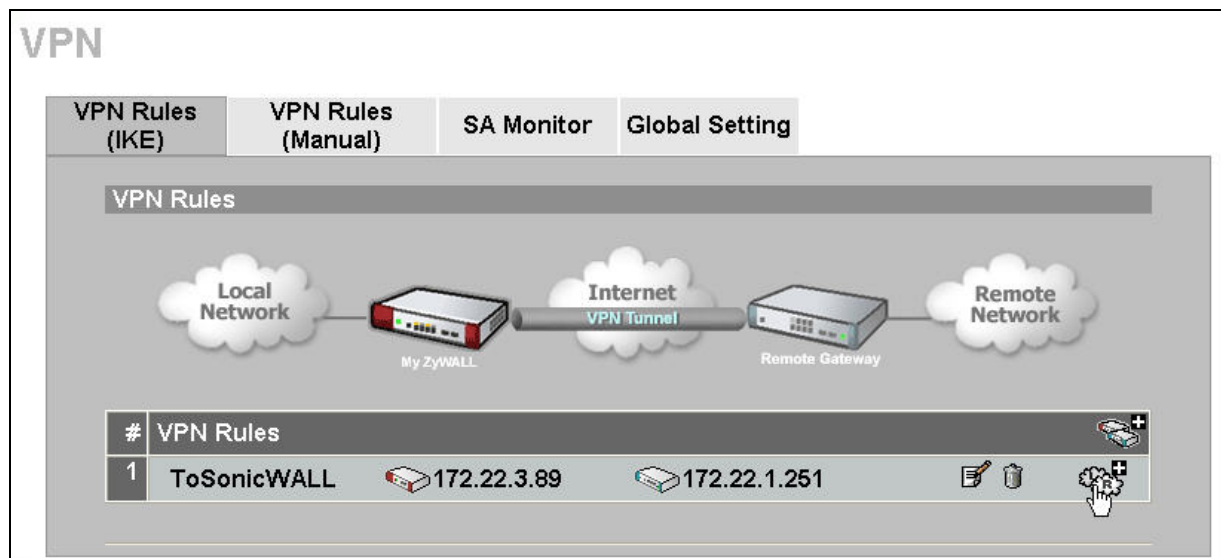 VPN
VPN Rules (IKE)
VPN Rules (Manual)
SA Monitor
Global Setting
VPN Rules
Local Network
My ZyWALL
Internet
VPN Tunnel
Remote Gateway
Remote Network
# VPN Rules
1 ToSonicWALL 172.22.3.89 172.22.1.251
R